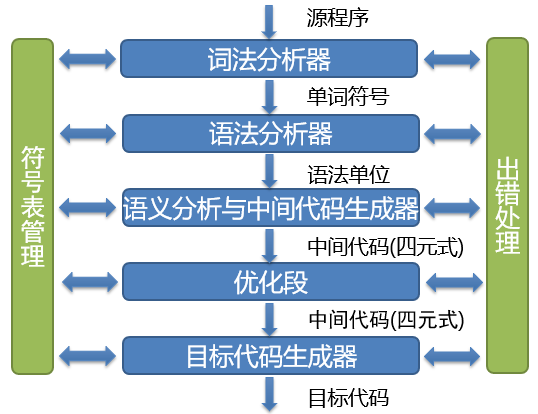 源程序
词法分析器
单词符号
语法分析器
语法单位
语义分析与中间代码生成器
中间代码(四元式)
优化段
中间代码(四元式)
目标代码生成器
目标代码
符号表管理
出错处理